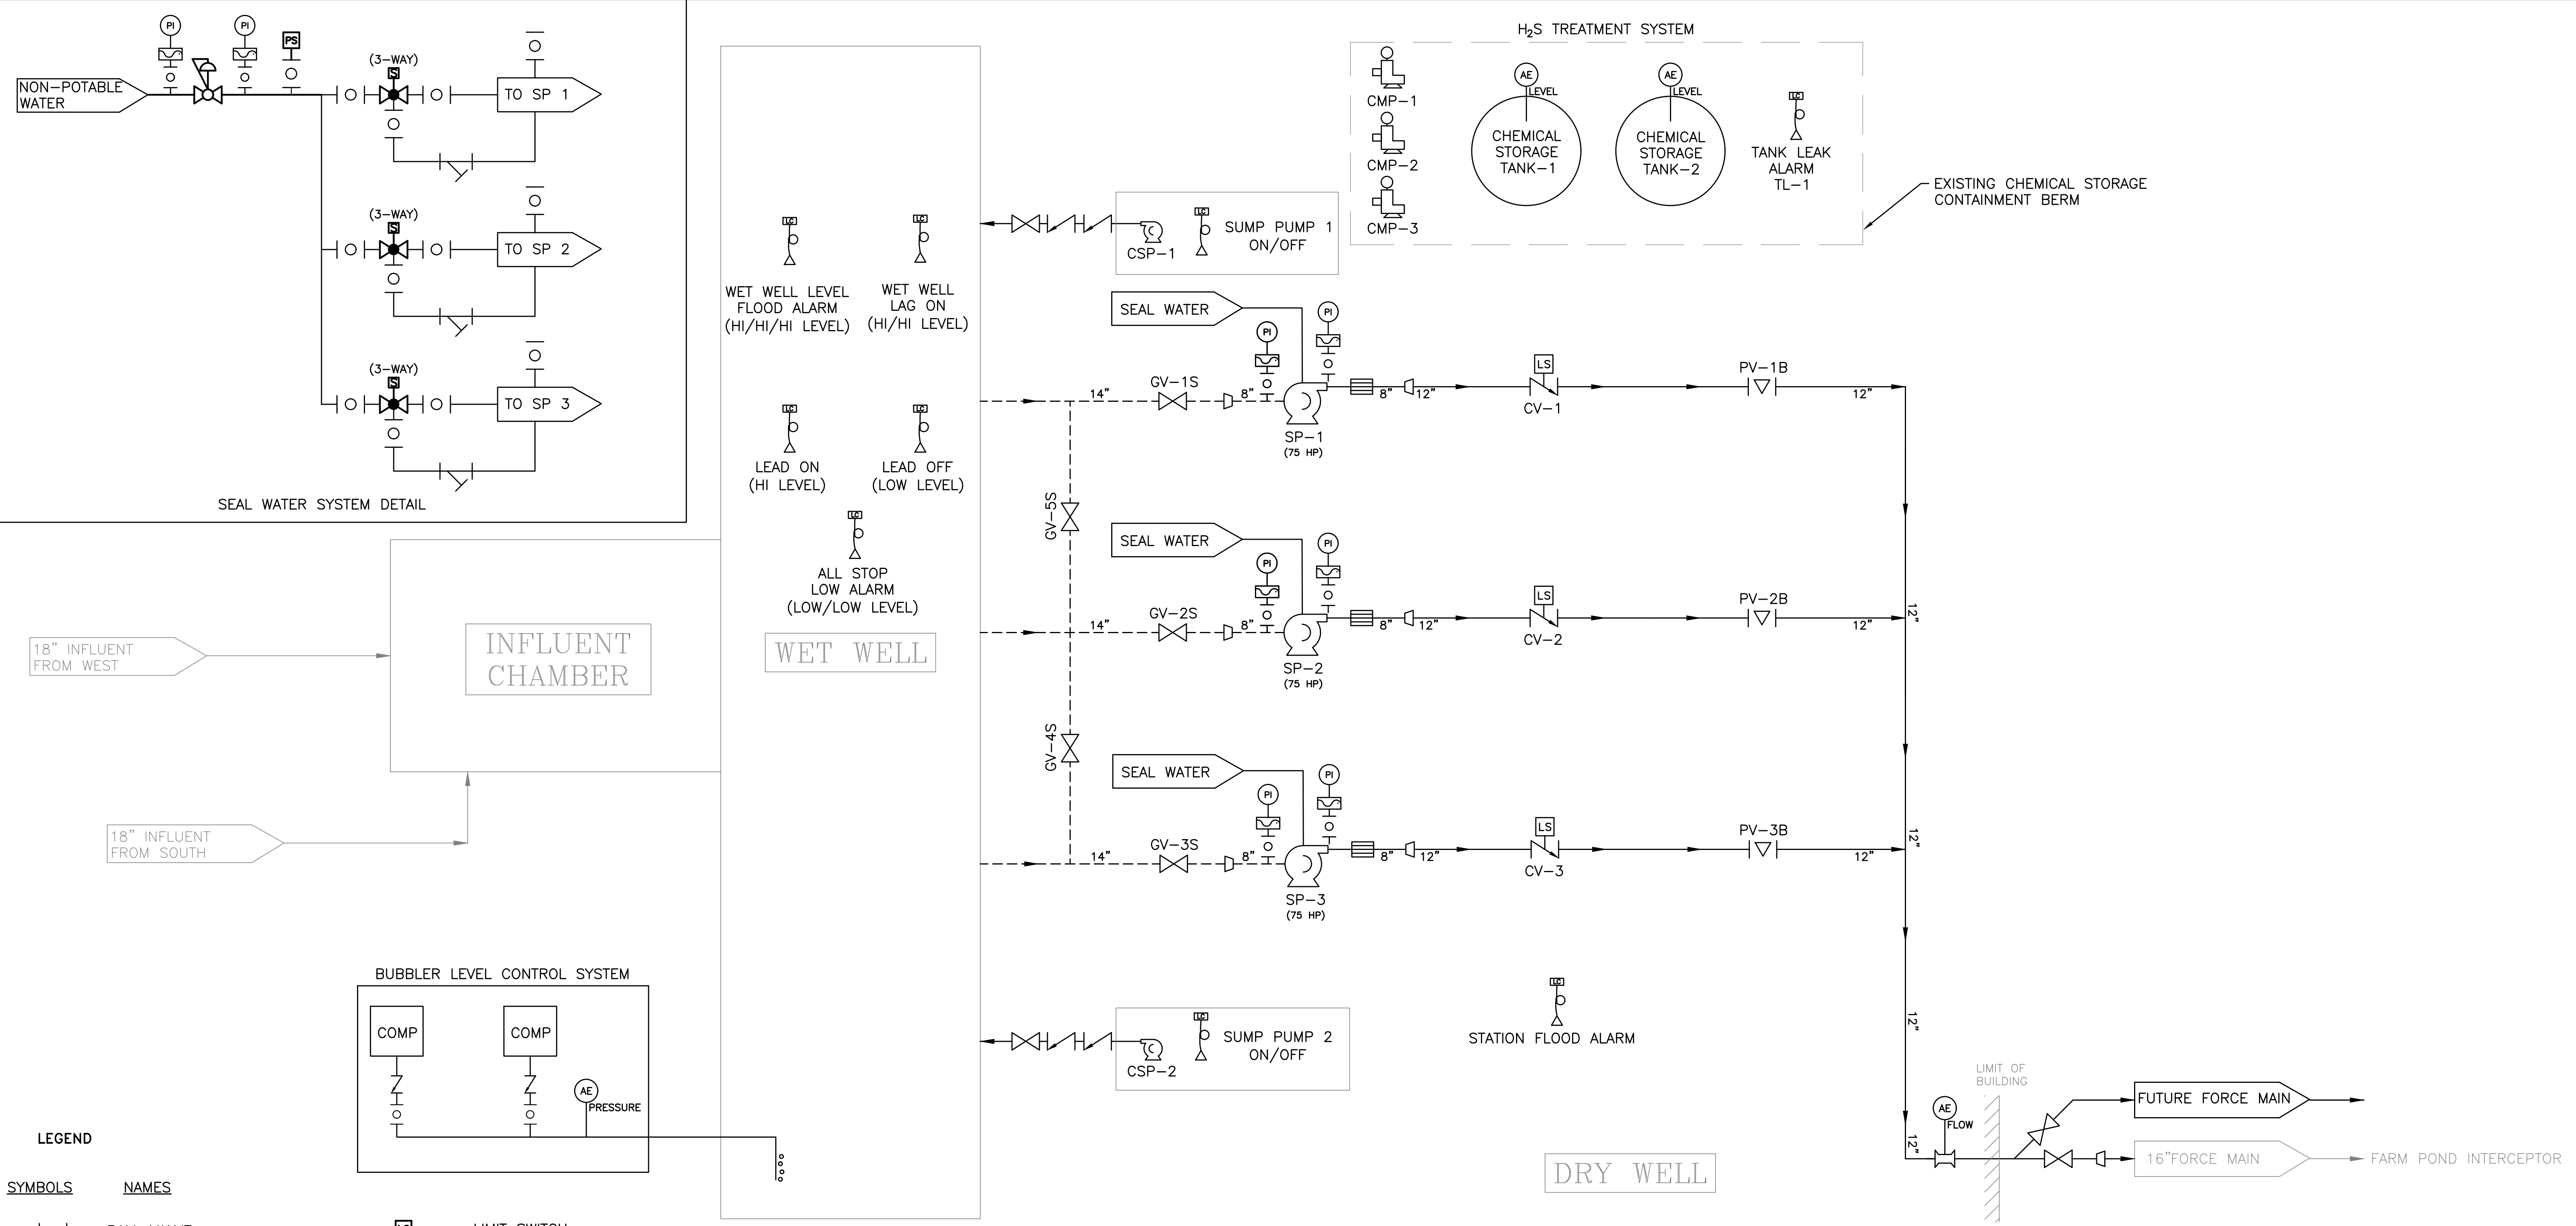 PI
PI
PS
NON-POTABLE
WATER
(3-WAY)
S
TO SP 1
(3-WAY)
S
TO SP 2
(3-WAY)
S
TO SP 3
SEAL WATER SYSTEM DETAIL
18" INFLUENT
FROM WEST
18" INFLUENT
FROM SOUTH
INFLUENT
CHAMBER
BUBBLER LEVEL CONTROL SYSTEM
COMP
COMP
AE
PRESSURE
LEGEND
SYMBOLS
NAMES
LC
WET WELL LEVEL
FLOOD ALARM
(HI/HI/HI LEVEL)
LC
WET WELL
LAG ON
(HI/HI LEVEL)
LC
LEAD ON
(HI LEVEL)
LC
LEAD OFF
(LOW LEVEL)
LC
ALL STOP
LOW ALARM
(LOW/LOW LEVEL)
WET WELL
CSP-1
LC
SUMP PUMP 1
ON/OFF
H2S TREATMENT SYSTEM
CMP-1
CMP-2
CMP-3
AE
LEVEL
CHEMICAL
STORAGE
TANK-1
AE
LEVEL
CHEMICAL
STORAGE
TANK-2
LC
TANK LEAK
ALARM
TL-1
EXISTING CHEMICAL STORAGE
CONTAINMENT BERM
SEAL WATER
PI
PI
14"
GV-1S
8"
SP-1
(75 HP)
8"
12"
LS
CV-1
PV-1B
12"
GV-5S
SEAL WATER
PI
PI
14"
GV-2S
8"
SP-2
(75 HP)
8"
12"
LS
CV-2
PV-2B
12"
12"
GV-4S
SEAL WATER
PI
PI
14"
GV-3S
8"
SP-3
(75 HP)
8"
12"
LS
CV-3
PV-3B
12"
12"
CSP-2
LC
SUMP PUMP 2
ON/OFF
LC
STATION FLOOD ALARM
12"
12"
DRY WELL
AE
FLOW
LIMIT OF
BUILDING
FUTURE FORCE MAIN
16"FORCE MAIN
FARM POND INTERCEPTOR